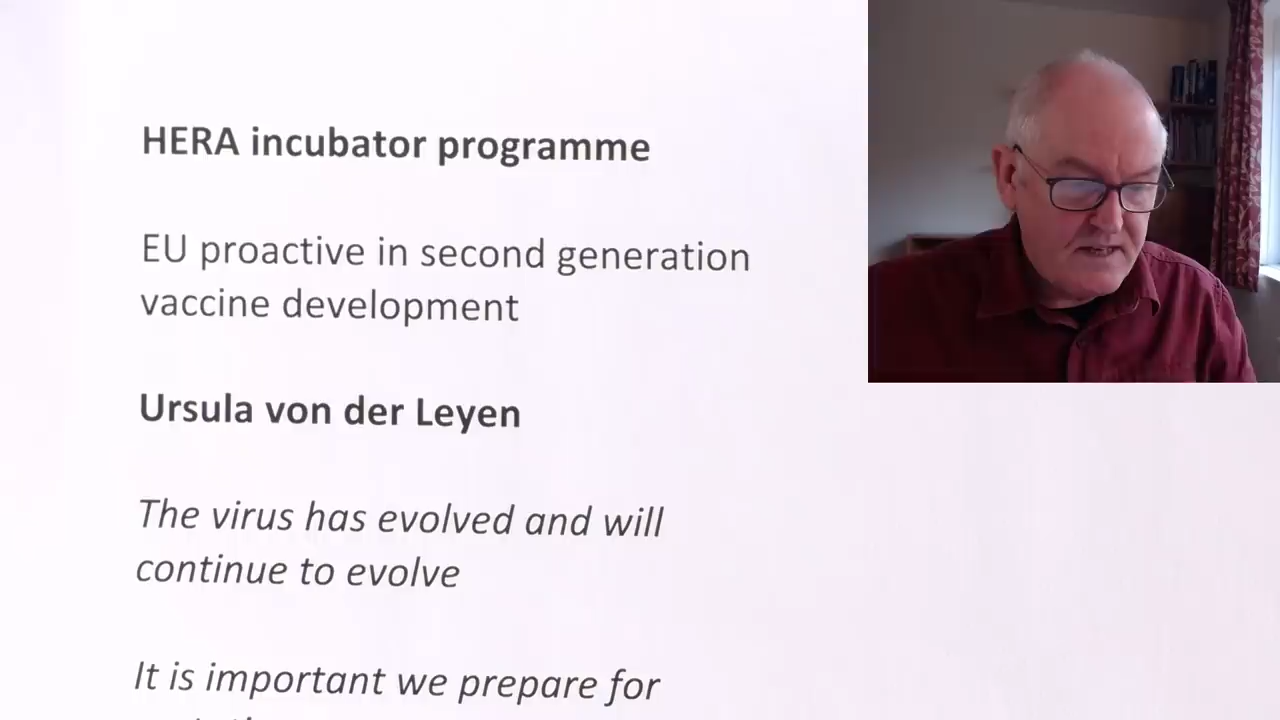 HERA incubator programme
EU proactive in second generation
vaccine development
Ursula von der Leyen
The virus has evolved and will
continue to evolve
It is important we prepare for